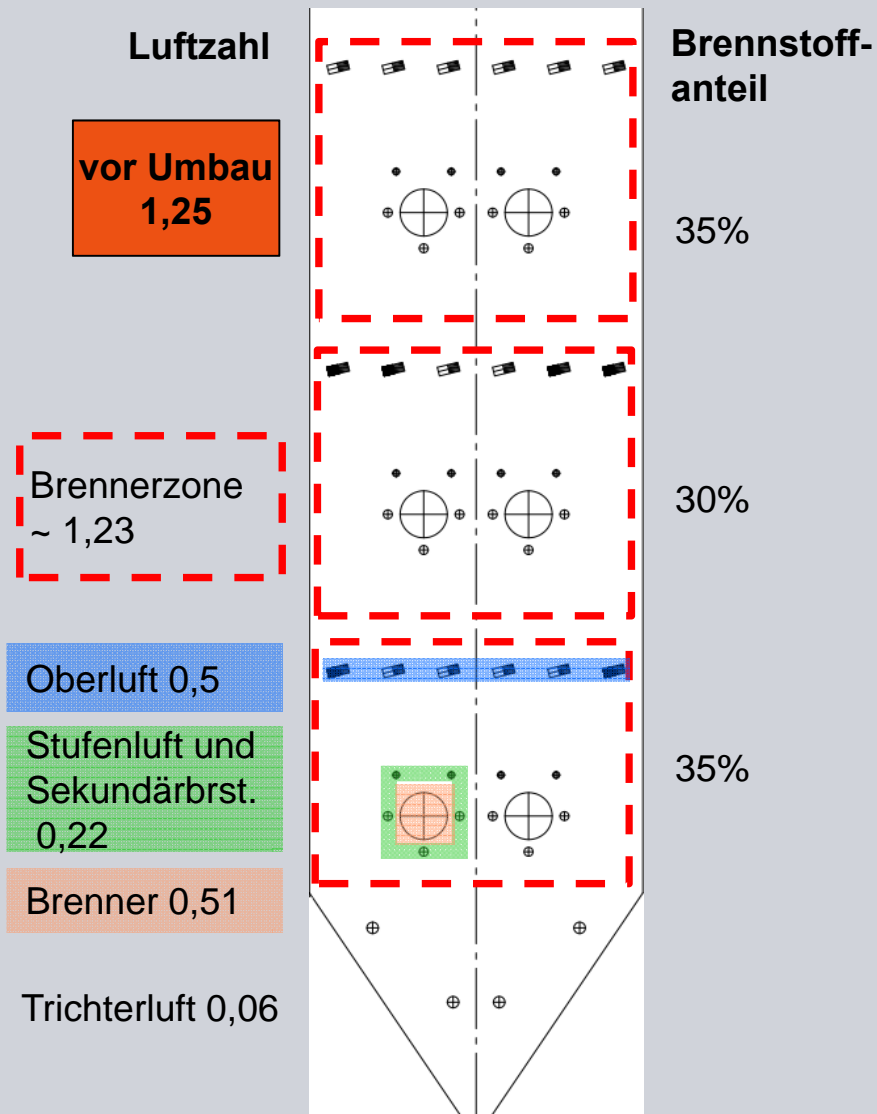 Luftzahl
Brennstoff-
anteil
vor Umbau
1,25
35%
Brennerzone
~ 1,23
30%
Oberluft 0,5
Stufenluft und
Sekundärbrst.
0,22
35%
Brenner 0,51
Trichterluft 0,06